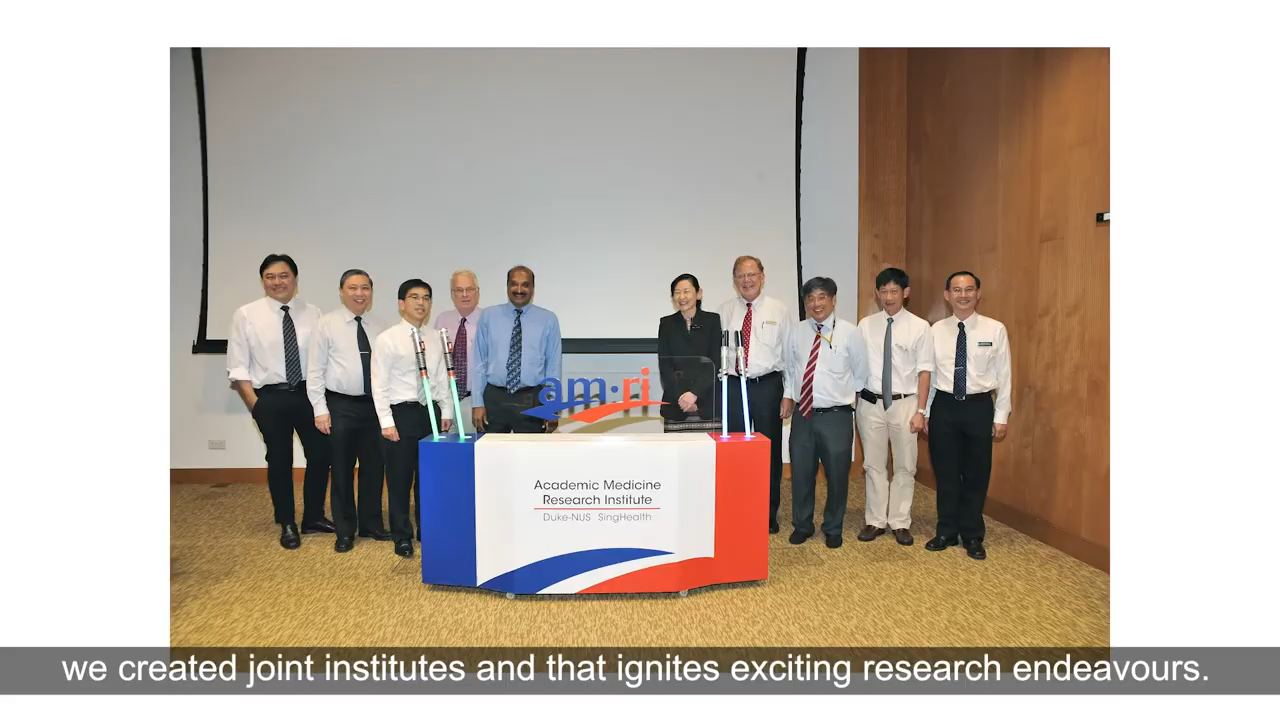 am·ri
Academic Medicine
Research Institute
Duke-NUS SingHealth
we created joint institutes and that ignites exciting research endeavours.